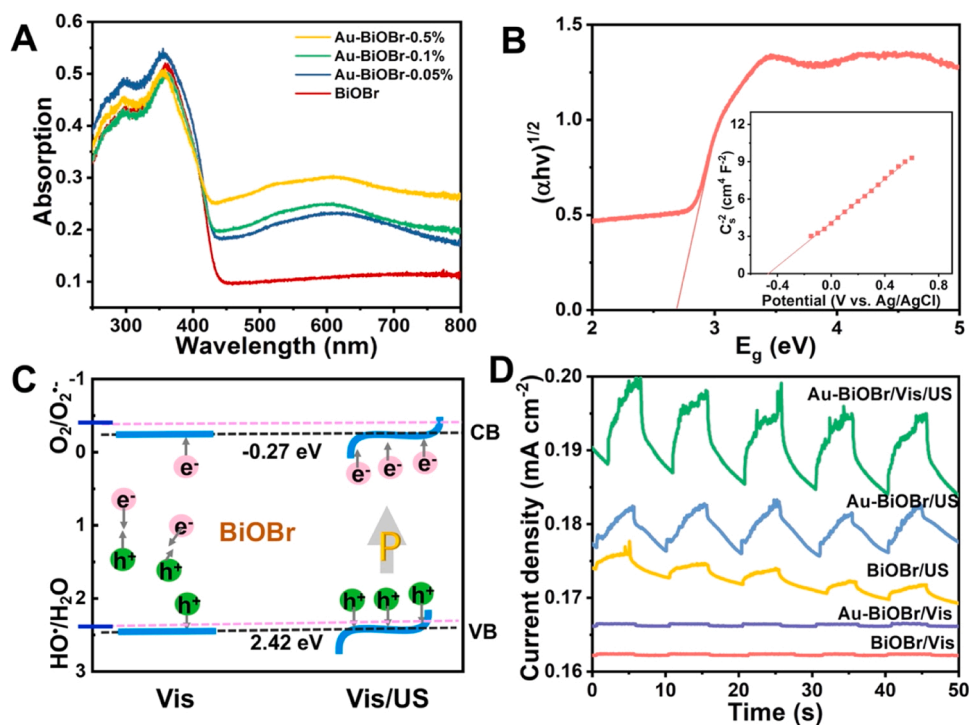 A
Absorption
0.6
0.5
0.4
0.3
0.2
0.1
Au-BiOBr-0.5%
Au-BiOBr-0.1%
Au-BiOBr-0.05%
BiOBr
300 400 500 600 700 800
Wavelength (nm)
B
(αhv)1/2
1.5
1.0
0.5
0.0
2 3 4 5
Eg (eV)
Cs-2 (cm4 F-2)
12
9
6
3
0
-0.4 0.0 0.4 0.8
Potential (V vs. Ag/AgCl)
C
O2/O2•-
HO•/H2O
-1
0
1
2
3
-0.27 eV
CB
e-
e- e- e-
e-
e-
BiOBr
P
h+
h+
h+
h+ h+ h+
2.42 eV
VB
Vis
Vis/US
D
Current density (mA cm-2)
0.20
0.19
0.18
0.17
0.16
Au-BiOBr/Vis/US
Au-BiOBr/US
BiOBr/US
Au-BiOBr/Vis
BiOBr/Vis
0 10 20 30 40 50
Time (s)